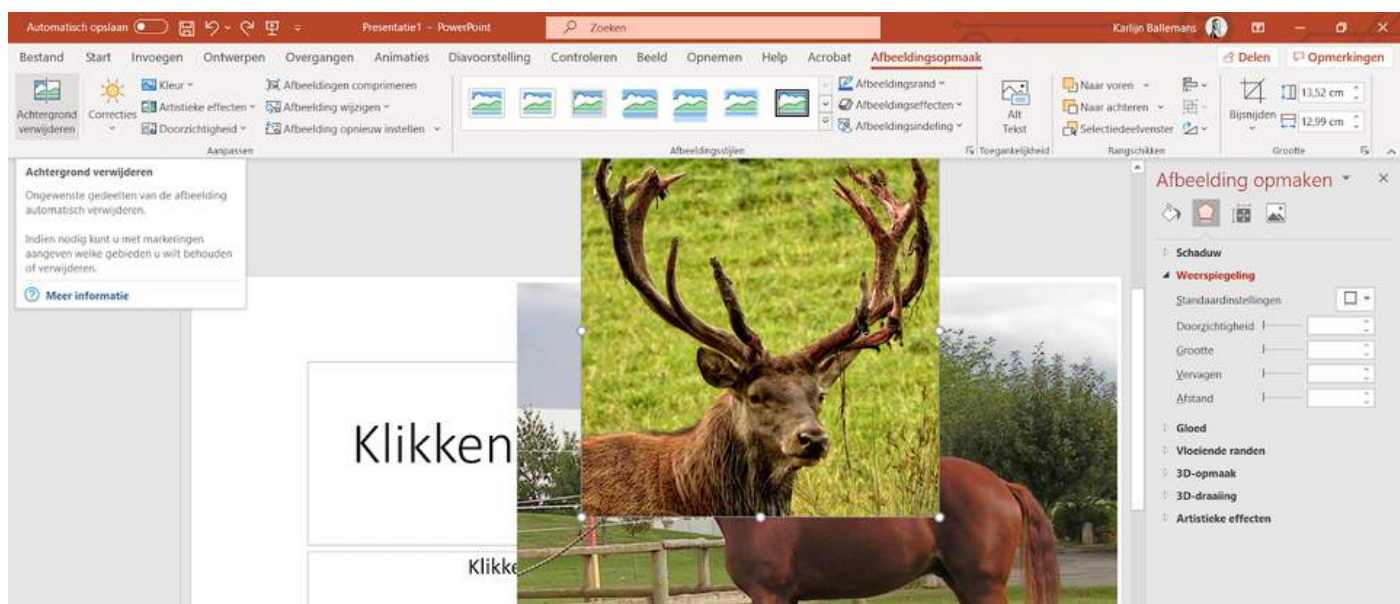 Automatisch opslaan
Presentatie1 - PowerPoint
Zoeken
Karlijn Ballemans
Bestand Start Invoegen Ontwerpen Overgangen Animaties Diavoorstelling Controleren Beeld Opnemen Help Acrobat Afbeeldingsopmaak
Delen Opmerkingen
Achtergrond verwijderen
Correcties
Kleur
Artistieke effecten
Doorzichtigheid
Afbeeldingen comprimeren
Afbeelding wijzigen
Afbeelding opnieuw instellen
Aanpassen
Afbeeldingsstijlen
Afbeeldingsrand
Afbeeldingseffecten
Afbeeldingsindeling
Alt
Tekst
Toegankelijkheid
Naar voren
Naar achteren
Selectiedeelvenster
Rangschikken
Bijsnijden
13,52 cm
12,99 cm
Grootte
Achtergrond verwijderen
Ongewenste gedeelten van de afbeelding
automatisch verwijderen.
Indien nodig kunt u met markeringen
aangeven welke gebieden u wilt behouden
of verwijderen.
Meer informatie
Klikken
Klikke
Afbeelding opmaken
Schaduw
Weerspiegeling
Standaardinstellingen
Doorzichtigheid
Grootte
Vervagen
Afstand
Gloed
Vloeiende randen
3D-opmaak
3D-draaiing
Artistieke effecten